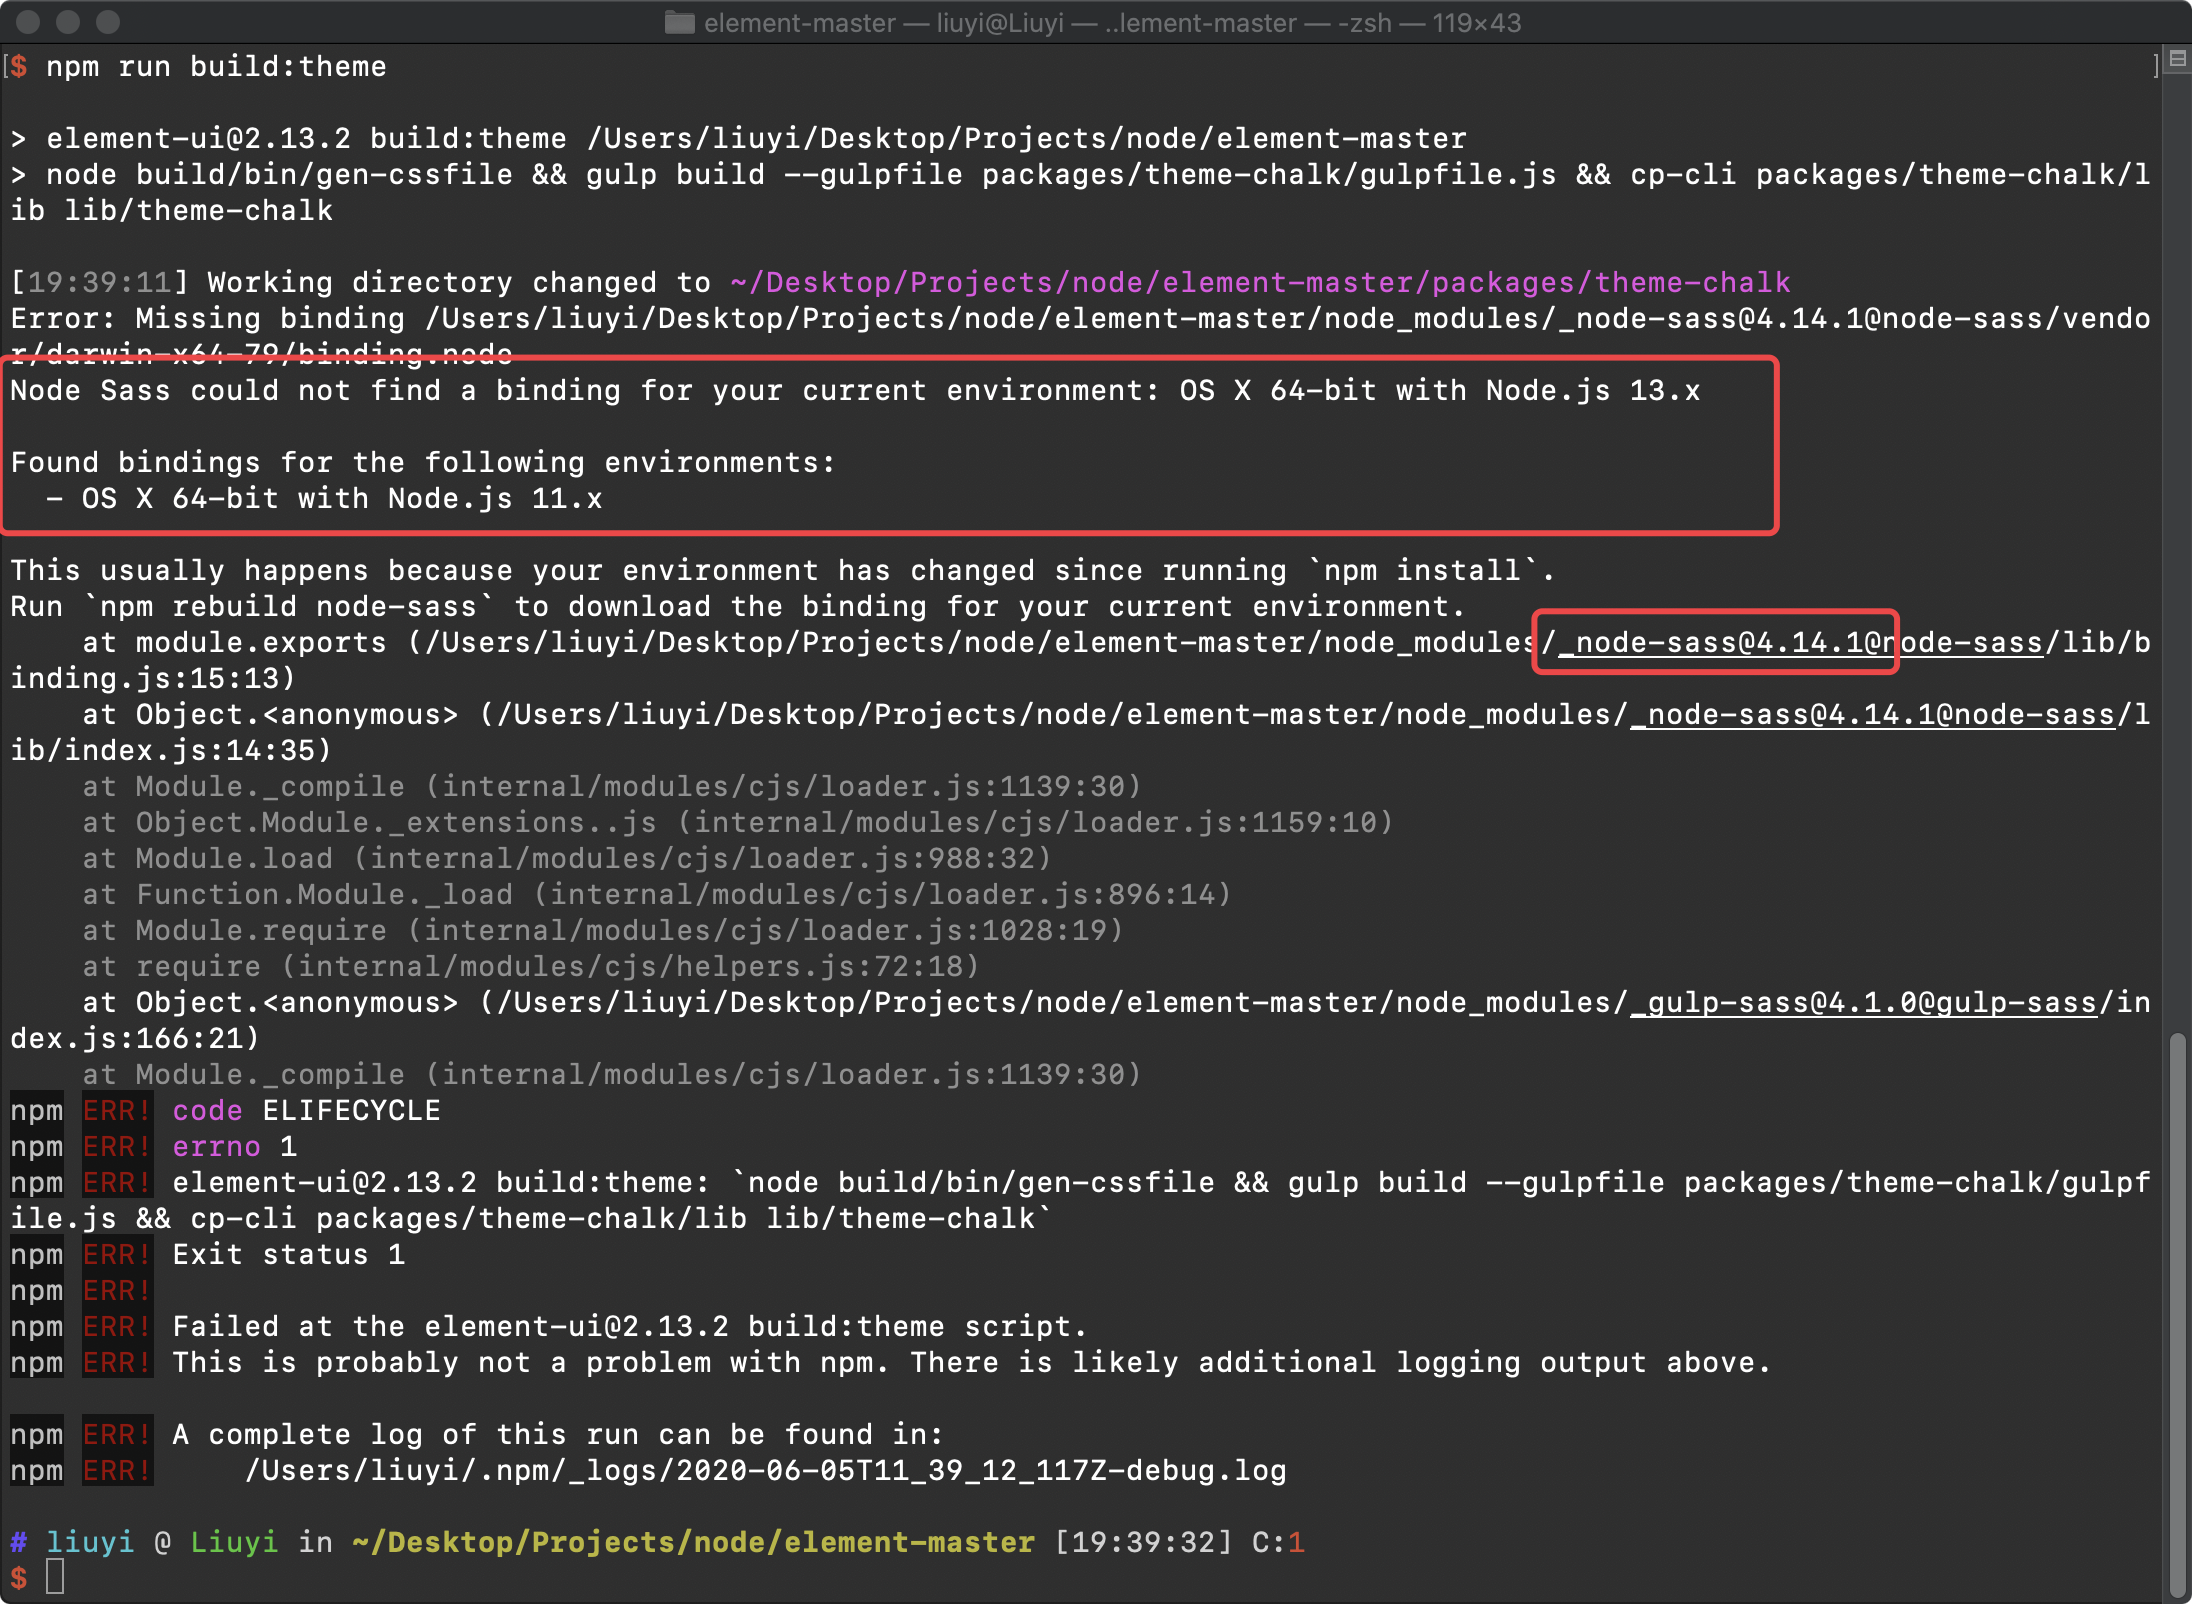 element-master — liuyi@Liuyi — ..lement-master — -zsh — 119×43
[$ npm run build:theme ]
> element-ui@2.13.2 build:theme /Users/liuyi/Desktop/Projects/node/element-master
> node build/bin/gen-cssfile && gulp build --gulpfile packages/theme-chalk/gulpfile.js && cp-cli packages/theme-chalk/l
ib lib/theme-chalk
[19:39:11] Working directory changed to ~/Desktop/Projects/node/element-master/packages/theme-chalk
Error: Missing binding /Users/liuyi/Desktop/Projects/node/element-master/node_modules/_node-sass@4.14.1@node-sass/vendo
r/darwin-x64-79/binding.node
Node Sass could not find a binding for your current environment: OS X 64-bit with Node.js 13.x
Found bindings for the following environments:
  - OS X 64-bit with Node.js 11.x
This usually happens because your environment has changed since running `npm install`.
Run `npm rebuild node-sass` to download the binding for your current environment.
    at module.exports (/Users/liuyi/Desktop/Projects/node/element-master/node_modules/_node-sass@4.14.1@node-sass/lib/b
inding.js:15:13)
    at Object.<anonymous> (/Users/liuyi/Desktop/Projects/node/element-master/node_modules/_node-sass@4.14.1@node-sass/l
ib/index.js:14:35)
    at Module._compile (internal/modules/cjs/loader.js:1139:30)
    at Object.Module._extensions..js (internal/modules/cjs/loader.js:1159:10)
    at Module.load (internal/modules/cjs/loader.js:988:32)
    at Function.Module._load (internal/modules/cjs/loader.js:896:14)
    at Module.require (internal/modules/cjs/loader.js:1028:19)
    at require (internal/modules/cjs/helpers.js:72:18)
    at Object.<anonymous> (/Users/liuyi/Desktop/Projects/node/element-master/node_modules/_gulp-sass@4.1.0@gulp-sass/in
dex.js:166:21)
    at Module._compile (internal/modules/cjs/loader.js:1139:30)
npm ERR! code ELIFECYCLE
npm ERR! errno 1
npm ERR! element-ui@2.13.2 build:theme: `node build/bin/gen-cssfile && gulp build --gulpfile packages/theme-chalk/gulpf
ile.js && cp-cli packages/theme-chalk/lib lib/theme-chalk`
npm ERR! Exit status 1
npm ERR!
npm ERR! Failed at the element-ui@2.13.2 build:theme script.
npm ERR! This is probably not a problem with npm. There is likely additional logging output above.
npm ERR! A complete log of this run can be found in:
npm ERR!     /Users/liuyi/.npm/_logs/2020-06-05T11_39_12_117Z-debug.log
# liuyi @ Liuyi in ~/Desktop/Projects/node/element-master [19:39:32] C:1
$